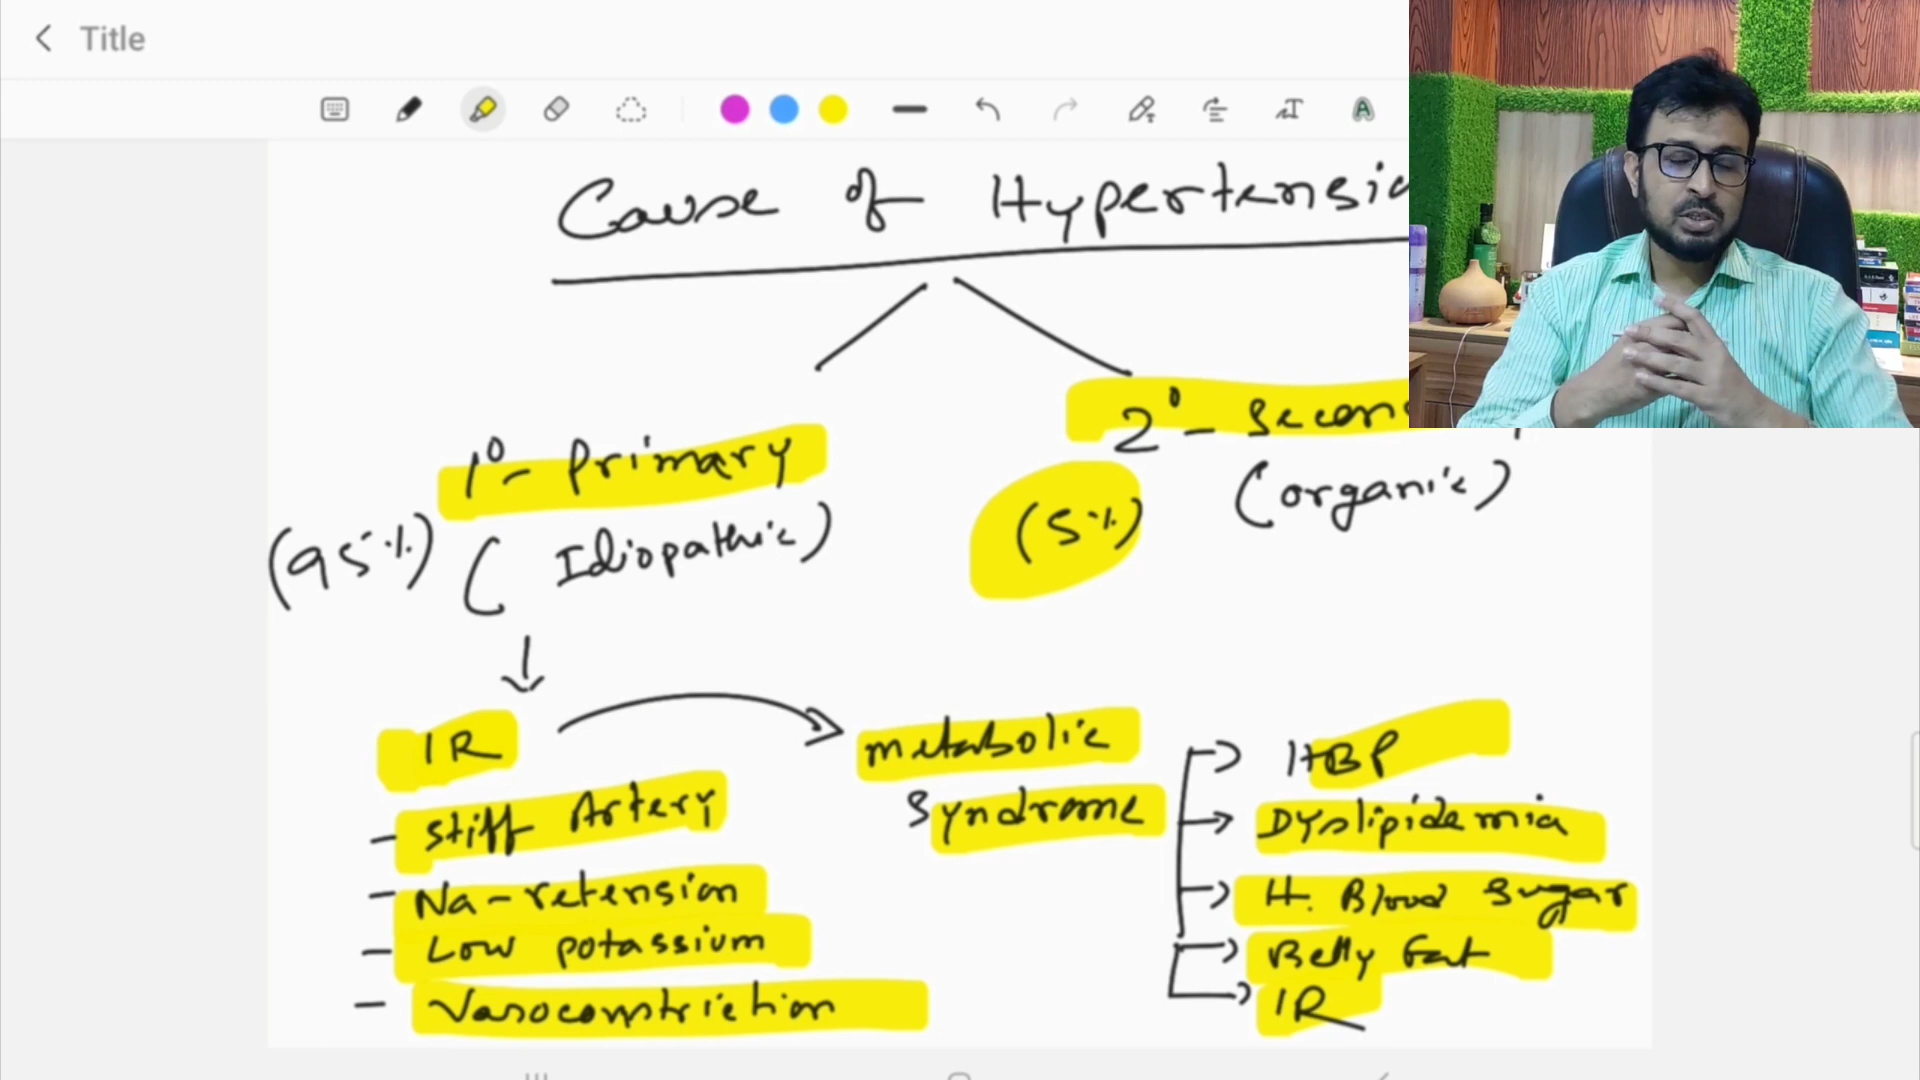 Title
Cause of Hypertensio
1° - Primary
2° - Secon
(95%) (Idiopathic)
(5%)
(organic)
IR
metabolic
Syndrome
HBP
- Stiff Artery
Dyslipidemia
- Na-retension
H. Blood Sugar
- Low potassium
Belly Fat
- Vasoconstriction
IR